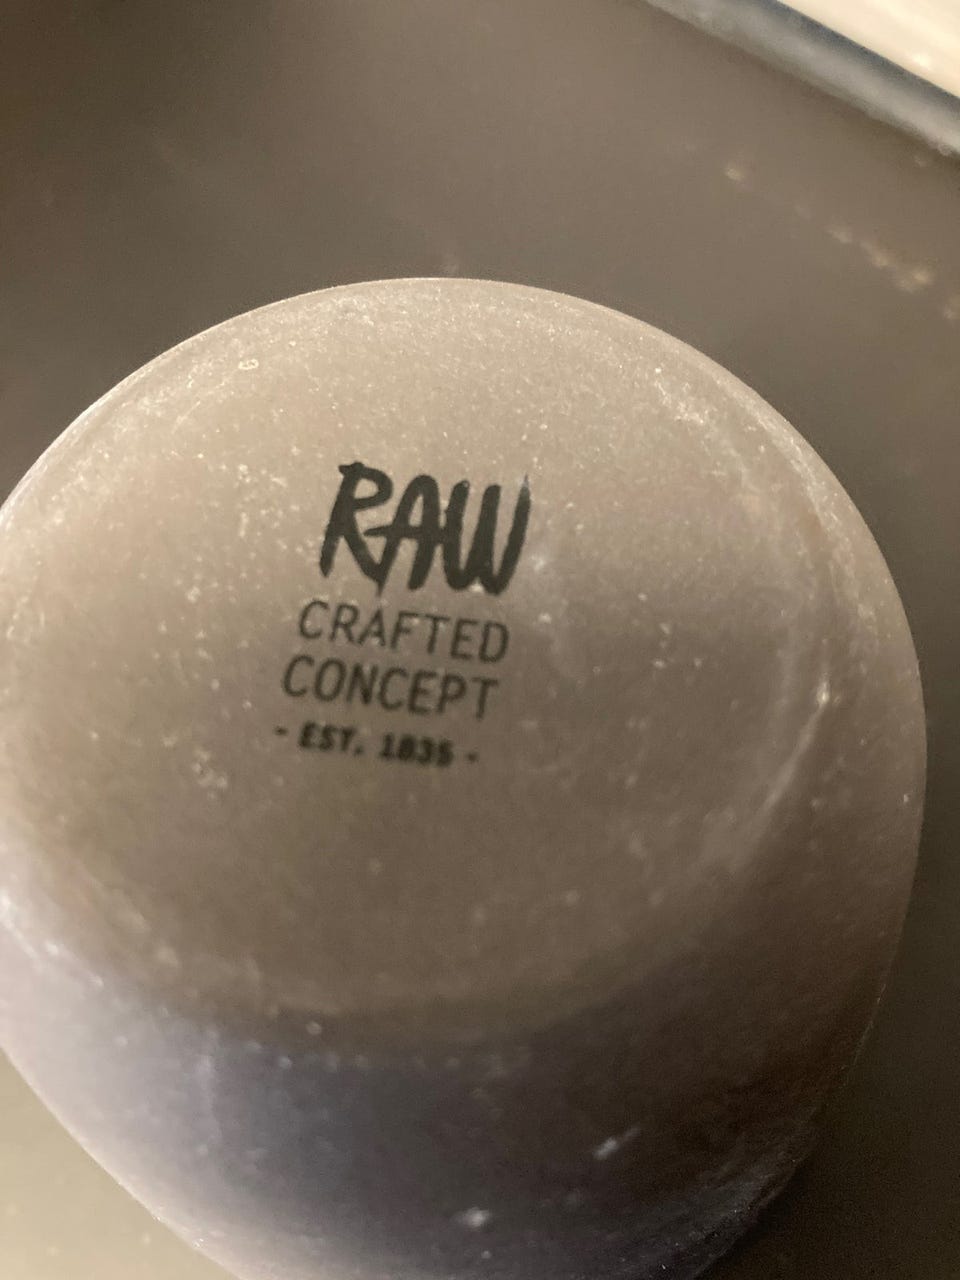 RAW
CRAFTED
CONCEPT
- EST. 1835 -